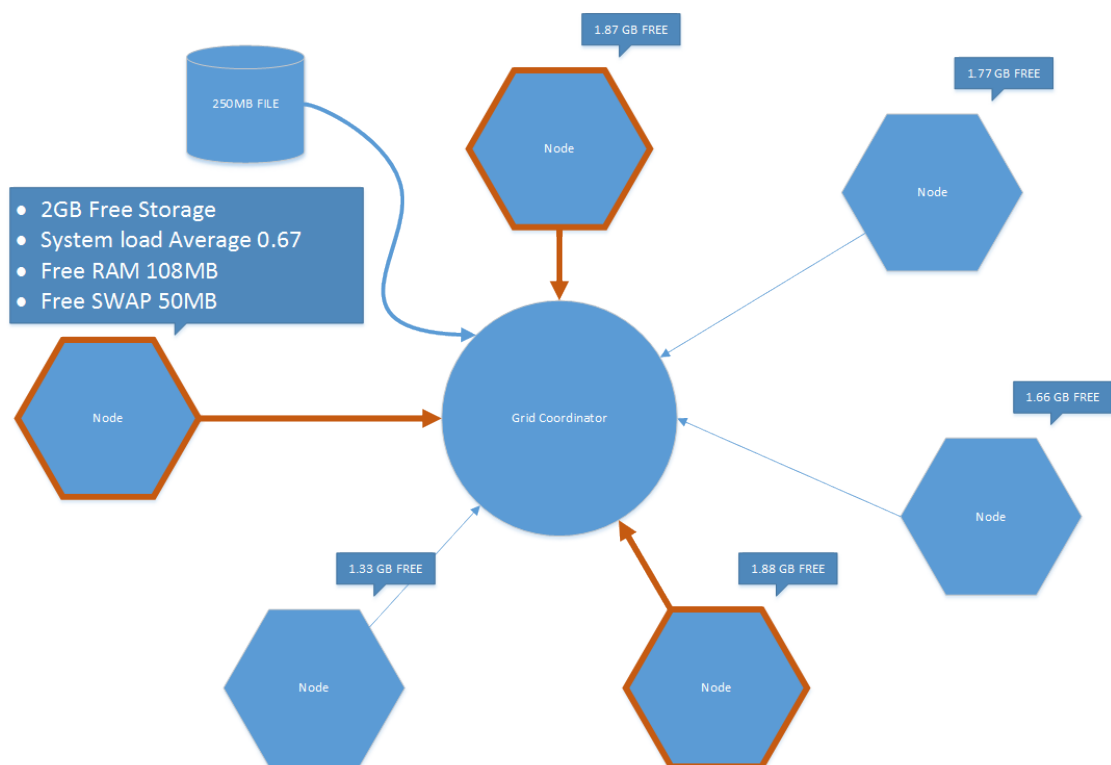 1.87 GB FREE
1.77 GB FREE
250MB FILE
Node
Node
• 2GB Free Storage
• System load Average 0.67
• Free RAM 108MB
• Free SWAP 50MB
Node
Grid Coordinator
1.66 GB FREE
Node
1.33 GB FREE
1.88 GB FREE
Node
Node